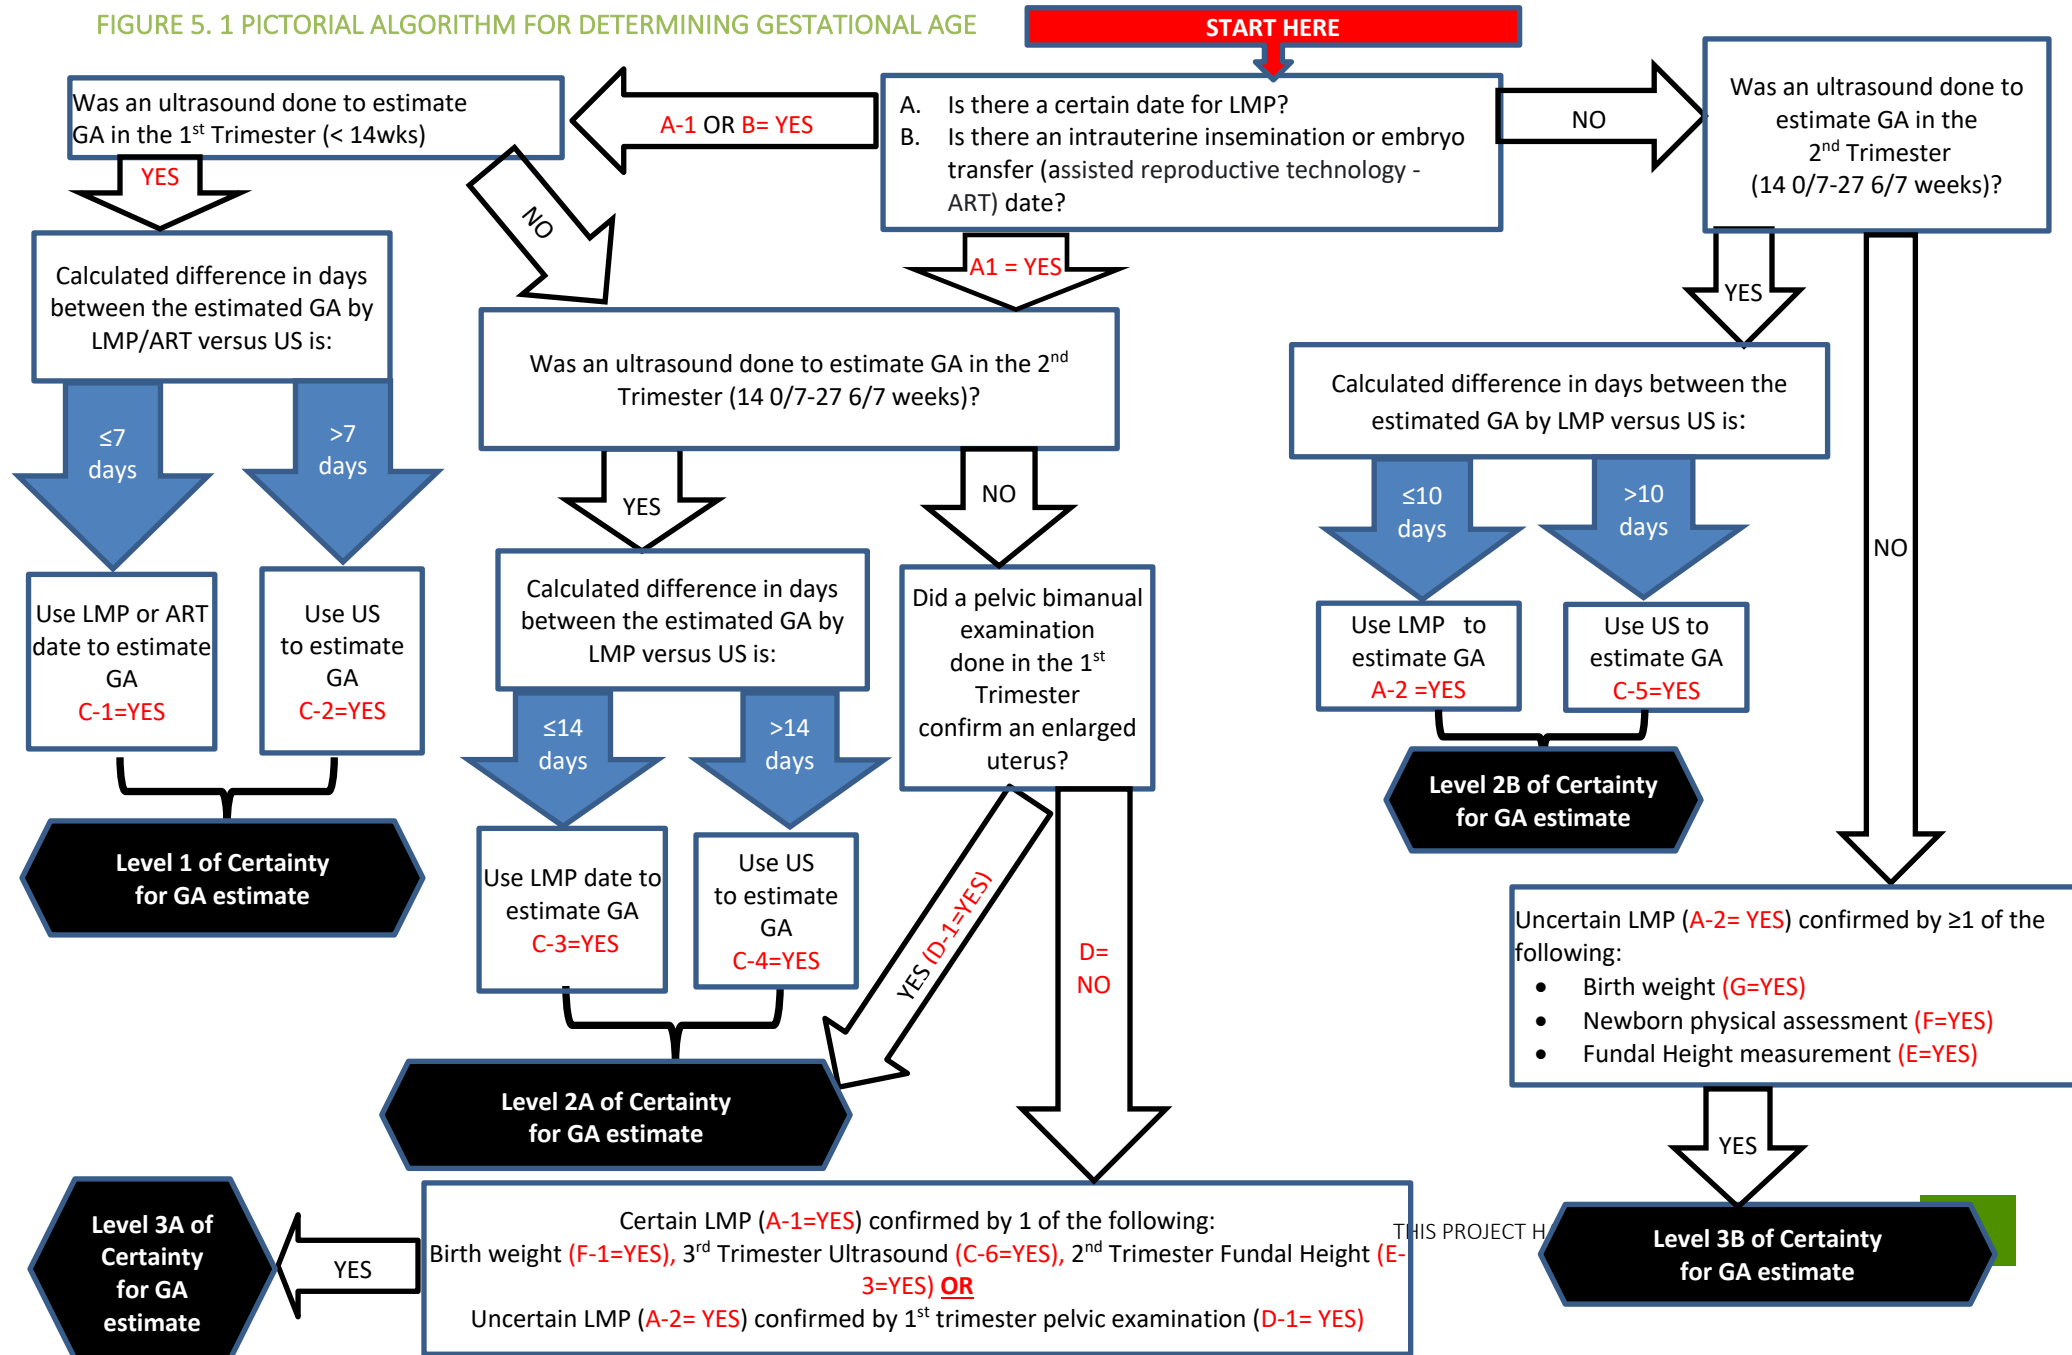 FIGURE 5. 1 PICTORIAL ALGORITHM FOR DETERMINING GESTATIONAL AGE
START HERE
A. Is there a certain date for LMP?
B. Is there an intrauterine insemination or embryo
transfer (assisted reproductive technology -
ART) date?
A-1 OR B= YES
NO
A1 = YES
Was an ultrasound done to estimate
GA in the 1st Trimester (< 14wks)
YES
NO
Calculated difference in days
between the estimated GA by
LMP/ART versus US is:
≤7
days
>7
days
Use LMP or ART
date to estimate
GA
C-1=YES
Use US
to estimate
GA
C-2=YES
Level 1 of Certainty
for GA estimate
Was an ultrasound done to estimate GA in the 2nd
Trimester (14 0/7-27 6/7 weeks)?
YES
NO
Calculated difference in days
between the estimated GA by
LMP versus US is:
≤14
days
>14
days
Use LMP date to
estimate GA
C-3=YES
Use US
to estimate
GA
C-4=YES
Did a pelvic bimanual
examination
done in the 1st
Trimester
confirm an enlarged
uterus?
YES (D-1=YES)
D=
NO
Level 2A of Certainty
for GA estimate
Certain LMP (A-1=YES) confirmed by 1 of the following:
Birth weight (F-1=YES), 3rd Trimester Ultrasound (C-6=YES), 2nd Trimester Fundal Height (E-
3=YES) OR
Uncertain LMP (A-2= YES) confirmed by 1st trimester pelvic examination (D-1= YES)
YES
Level 3A of
Certainty
for GA
estimate
Was an ultrasound done to
estimate GA in the
2nd Trimester
(14 0/7-27 6/7 weeks)?
YES
NO
Calculated difference in days between the
estimated GA by LMP versus US is:
≤10
days
>10
days
Use LMP to
estimate GA
A-2 =YES
Use US to
estimate GA
C-5=YES
Level 2B of Certainty
for GA estimate
Uncertain LMP (A-2= YES) confirmed by ≥1 of the
following:
• Birth weight (G=YES)
• Newborn physical assessment (F=YES)
• Fundal Height measurement (E=YES)
YES
Level 3B of Certainty
for GA estimate
THIS PROJECT